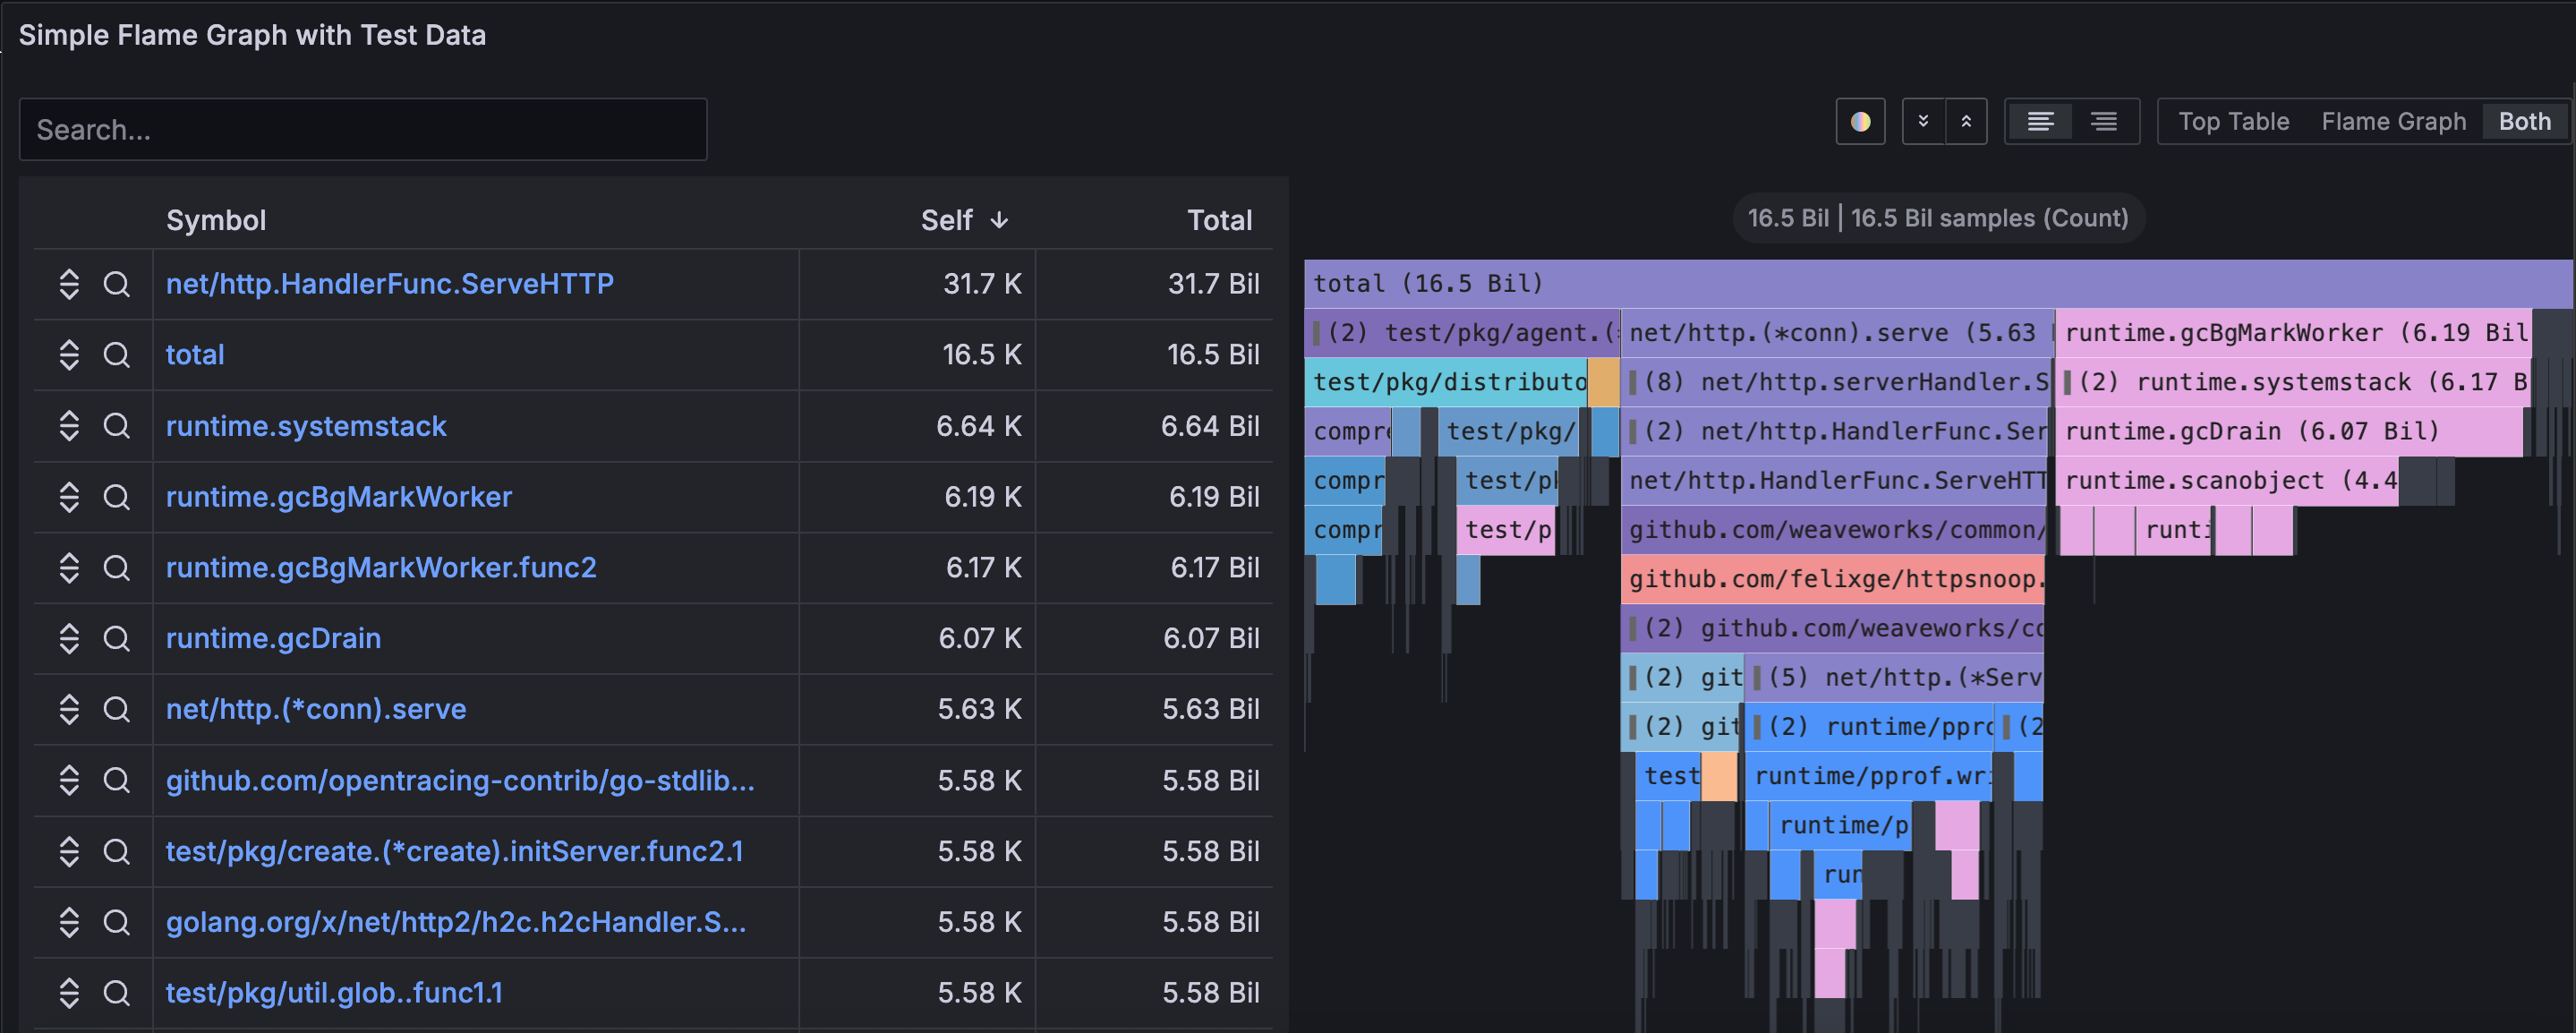 Simple Flame Graph with Test Data
Search...
Top Table Flame Graph Both
Symbol Self Total
net/http.HandlerFunc.ServeHTTP 31.7 K 31.7 Bil
total 16.5 K 16.5 Bil
runtime.systemstack 6.64 K 6.64 Bil
runtime.gcBgMarkWorker 6.19 K 6.19 Bil
runtime.gcBgMarkWorker.func2 6.17 K 6.17 Bil
runtime.gcDrain 6.07 K 6.07 Bil
net/http.(*conn).serve 5.63 K 5.63 Bil
github.com/opentracing-contrib/go-stdlib... 5.58 K 5.58 Bil
test/pkg/create.(*create).initServer.func2.1 5.58 K 5.58 Bil
golang.org/x/net/http2/h2c.h2cHandler.S... 5.58 K 5.58 Bil
test/pkg/util.glob..func1.1 5.58 K 5.58 Bil
16.5 Bil | 16.5 Bil samples (Count)
total (16.5 Bil)
(2) test/pkg/agent.( net/http.(*conn).serve (5.63 runtime.gcBgMarkWorker (6.19 Bil
test/pkg/distributo (8) net/http.serverHandler.S (2) runtime.systemstack (6.17 B
compre test/pkg/ (2) net/http.HandlerFunc.Ser runtime.gcDrain (6.07 Bil)
compr test/pk net/http.HandlerFunc.ServeHTT runtime.scanobject (4.4
compr test/p github.com/weaveworks/common/ runti
github.com/felixge/httpsnoop.
(2) github.com/weaveworks/co
(2) git (5) net/http.(*Serv
(2) git (2) runtime/ppro (2
test runtime/pprof.wri
runtime/p
run